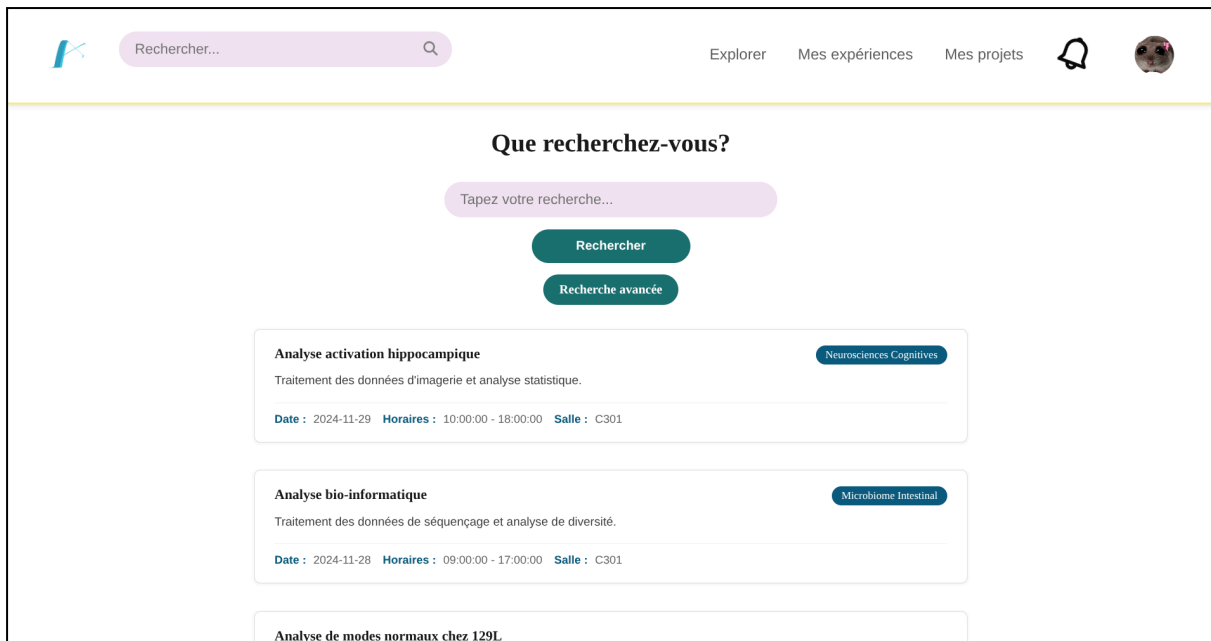 Rechercher...
Explorer Mes expériences Mes projets
Que recherchez-vous?
Tapez votre recherche...
Rechercher
Recherche avancée
Analyse activation hippocampique Neurosciences Cognitives
Traitement des données d'imagerie et analyse statistique.
Date : 2024-11-29 Horaires : 10:00:00 - 18:00:00 Salle : C301
Analyse bio-informatique Microbiome Intestinal
Traitement des données de séquençage et analyse de diversité.
Date : 2024-11-28 Horaires : 09:00:00 - 17:00:00 Salle : C301
Analyse de modes normaux chez 129L